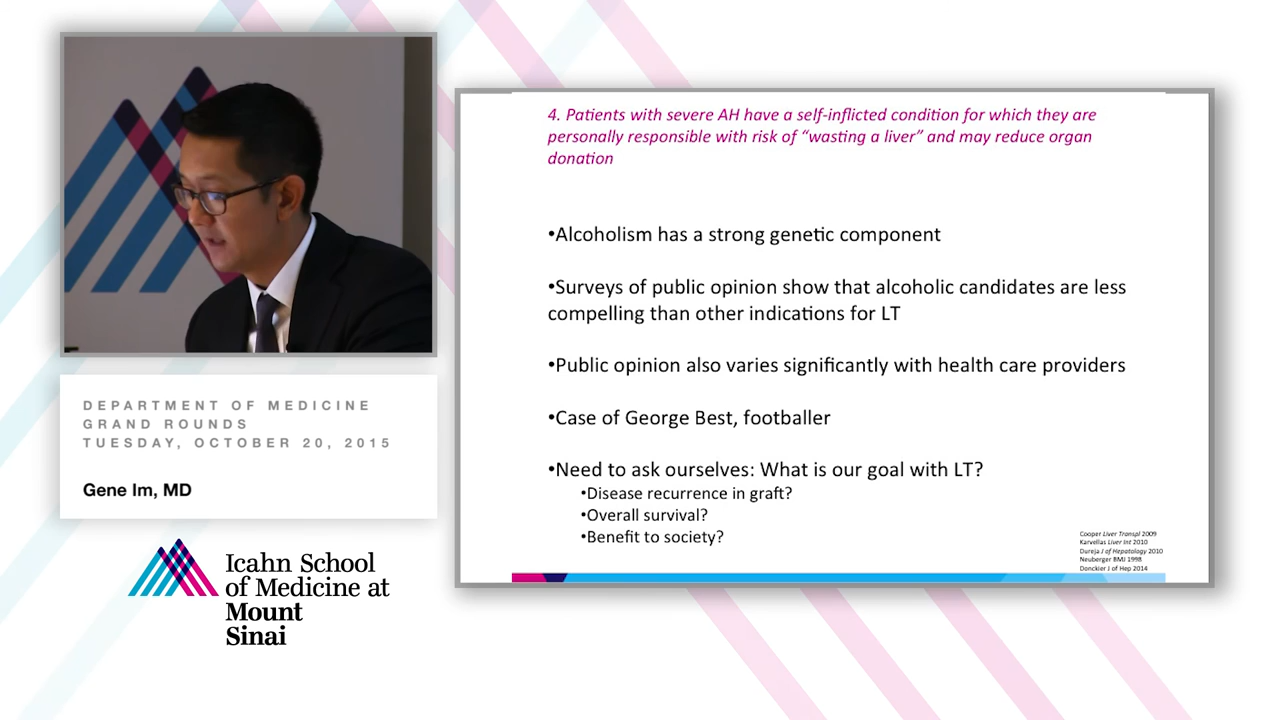 DEPARTMENT OF MEDICINE
GRAND ROUNDS
TUESDAY, OCTOBER 20, 2015
Gene Im, MD
Icahn School
of Medicine at
Mount
Sinai
4. Patients with severe AH have a self-inflicted condition for which they are
personally responsible with risk of “wasting a liver” and may reduce organ
donation
•Alcoholism has a strong genetic component
•Surveys of public opinion show that alcoholic candidates are less
compelling than other indications for LT
•Public opinion also varies significantly with health care providers
•Case of George Best, footballer
•Need to ask ourselves: What is our goal with LT?
•Disease recurrence in graft?
•Overall survival?
•Benefit to society?
Cooper Liver Transpl 2009
Karvellas Liver Int 2010
Dureja J of Hepatology 2010
Neuberger BMJ 1998
Donckier J of Hep 2014